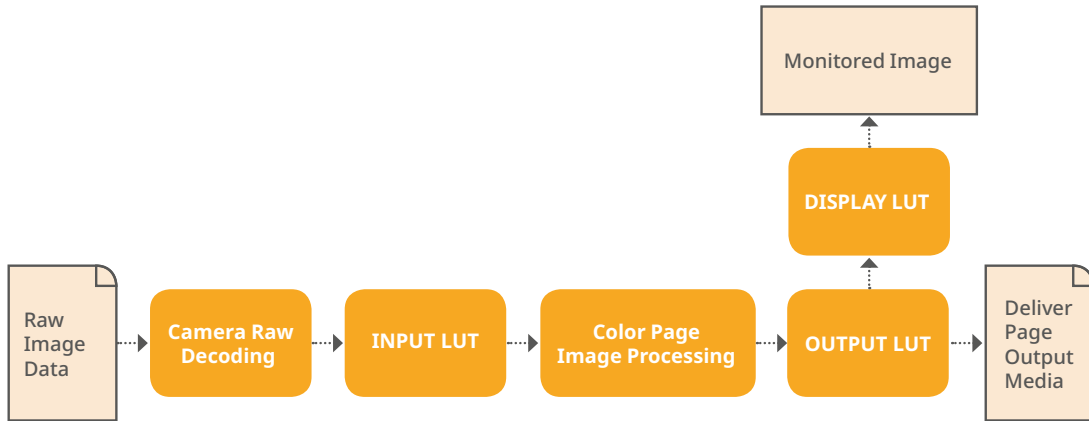 Monitored Image
DISPLAY LUT
Raw
Image
Data
Camera Raw
Decoding
INPUT LUT
Color Page
Image Processing
OUTPUT LUT
Deliver
Page
Output
Media